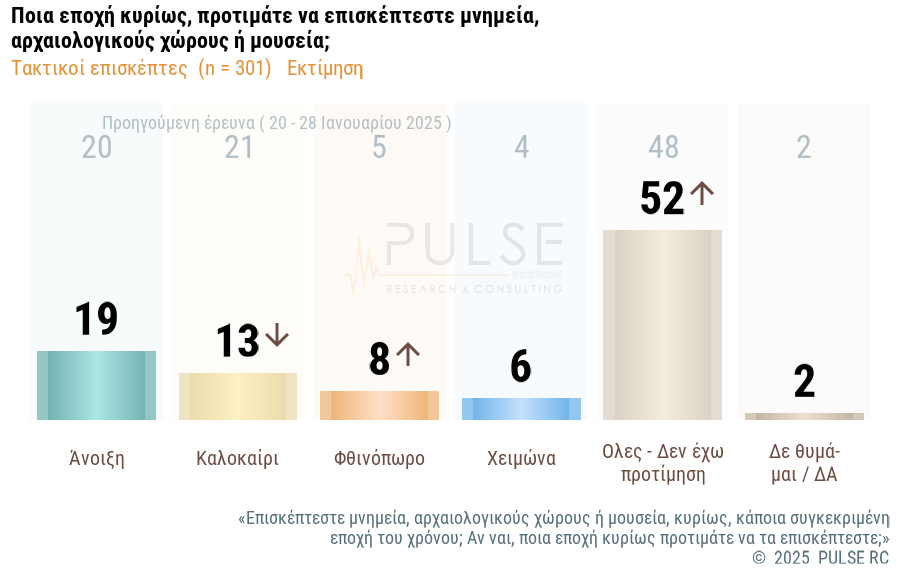 Ποια εποχή κυρίως, προτιμάτε να επισκέπτεστε μνημεία,
αρχαιολογικούς χώρους ή μουσεία;
Τακτικοί επισκέπτες (n = 301) Εκτίμηση
Προηγούμενη έρευνα ( 20 - 28 Ιανουαρίου 2025 )
20 21 5 4 48 2
19 13 8 6 52 2
PULSE
RESEARCH & CONSULTING
Άνοιξη Καλοκαίρι Φθινόπωρο Χειμώνα Ολες - Δεν έχω Δε θυμά-
προτίμηση μαι / ΔΑ
«Επισκέπτεστε μνημεία, αρχαιολογικούς χώρους ή μουσεία, κυρίως, κάποια συγκεκριμένη
εποχή του χρόνου; Αν ναι, ποια εποχή κυρίως προτιμάτε να τα επισκέπτεστε;»
© 2025 PULSE RC